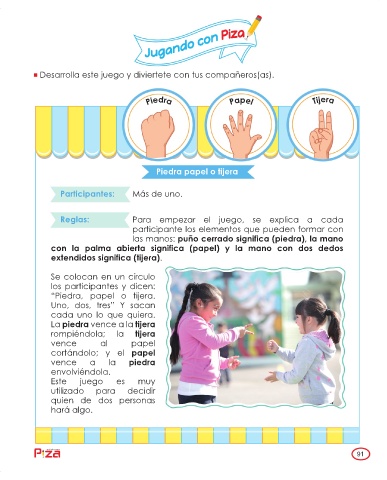 Jugando con Piza
Desarrolla este juego y diviertete con tus compañeros(as).
Piedra Papel Tijera
Piedra papel o tijera
Participantes: Más de uno.
Reglas: Para empezar el juego, se explica a cada
participante los elementos que pueden formar con
las manos: puño cerrado significa (piedra), la mano
con la palma abierta significa (papel) y la mano con dos dedos
extendidos significa (tijera).
Se colocan en un círculo
los participantes y dicen:
"Piedra, papel o tijera.
Uno, dos, tres" Y sacan
cada uno lo que quiera.
La piedra vence a la tijera
rompiéndola; la tijera
vence al papel
cortándolo; y el papel
vence a la piedra
envolviéndola.
Este juego es muy
utilizado para decidir
quien de dos personas
hará algo.
Piza
91